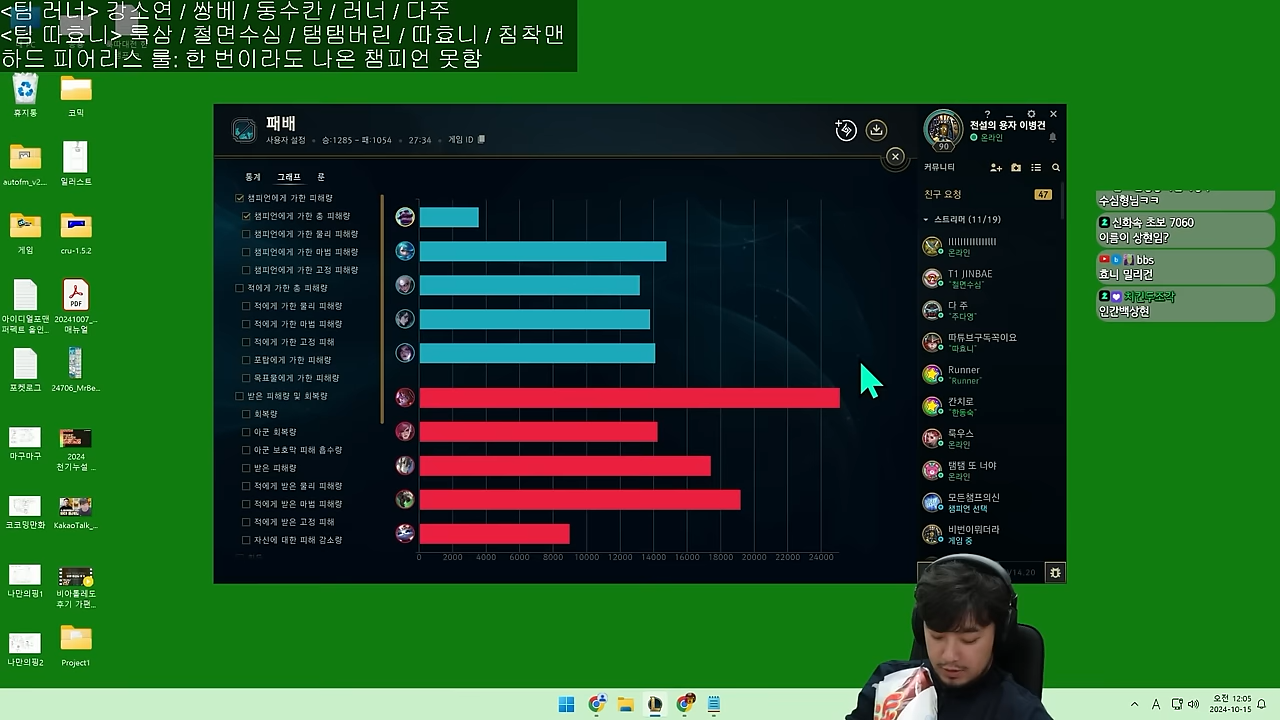 <팀 러너> 강소연 / 쌍베 / 동수칸 / 러너 / 다주
<팀 따효니> 룩삼 / 철면수심 / 탬탬버린 / 따효니 / 침착맨
하드 피어리스 룰: 한 번이라도 나온 챔피언 못함
휴지통
코믹
autofm_v2...
일러스트
게임
cru-1.5.2
아이디얼포맨
퍼펙트 올인...
20241007_...
매뉴얼
포켓로그
24706_MrBe...
마구마구
2024
전기누설 ...
코코잉만화
KakaoTalk_...
나만의핑1
비아톨레도
후기 가편...
나만의핑2
Project1
패배
사용자 설정
승:1285 - 패:1054
27:34
게임 ID
통계
그래프
룬
챔피언에게 가한 피해량
챔피언에게 가한 총 피해량
챔피언에게 가한 물리 피해량
챔피언에게 가한 마법 피해량
챔피언에게 가한 고정 피해량
적에게 가한 총 피해량
적에게 가한 물리 피해량
적에게 가한 마법 피해량
적에게 가한 고정 피해
포탑에게 가한 피해량
목표물에게 가한 피해량
받은 피해량 및 회복량
회복량
아군 회복량
아군 보호막 피해 흡수량
받은 피해량
적에게 받은 물리 피해량
적에게 받은 마법 피해량
적에게 받은 고정 피해
자신에 대한 피해 감소량
0 2000 4000 6000 8000 10000 12000 14000 16000 18000 20000 22000 24000
전설의 용자 이병건
온라인
90
커뮤니티
친구 요청
47
스트리머 (11/19)
온라인
T1 JINBAE
"철면수심"
다 주
"주다영"
따튜브구독꼭이요
"따효니"
Runner
"Runner"
칸치로
"한동숙"
룩우스
온라인
탬탬 또 너야
온라인
모든챔프의신
챔피언 선택
비번이뭐더라
게임 중
V14.20
수심형님ㅋㅋ
신화속 초보 7060
이름이 상현임?
bbs
효니 밀리건
인간백상현
A
오전 12:05
2024-10-15